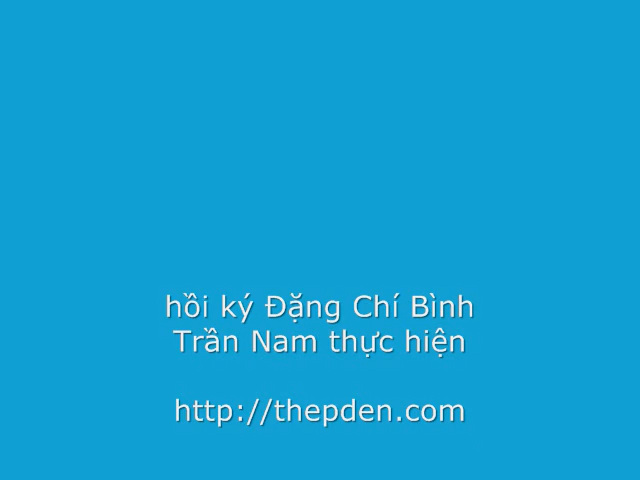 hồi ký Đặng Chí Bình
Trần Nam thực hiện
http://thepden.com